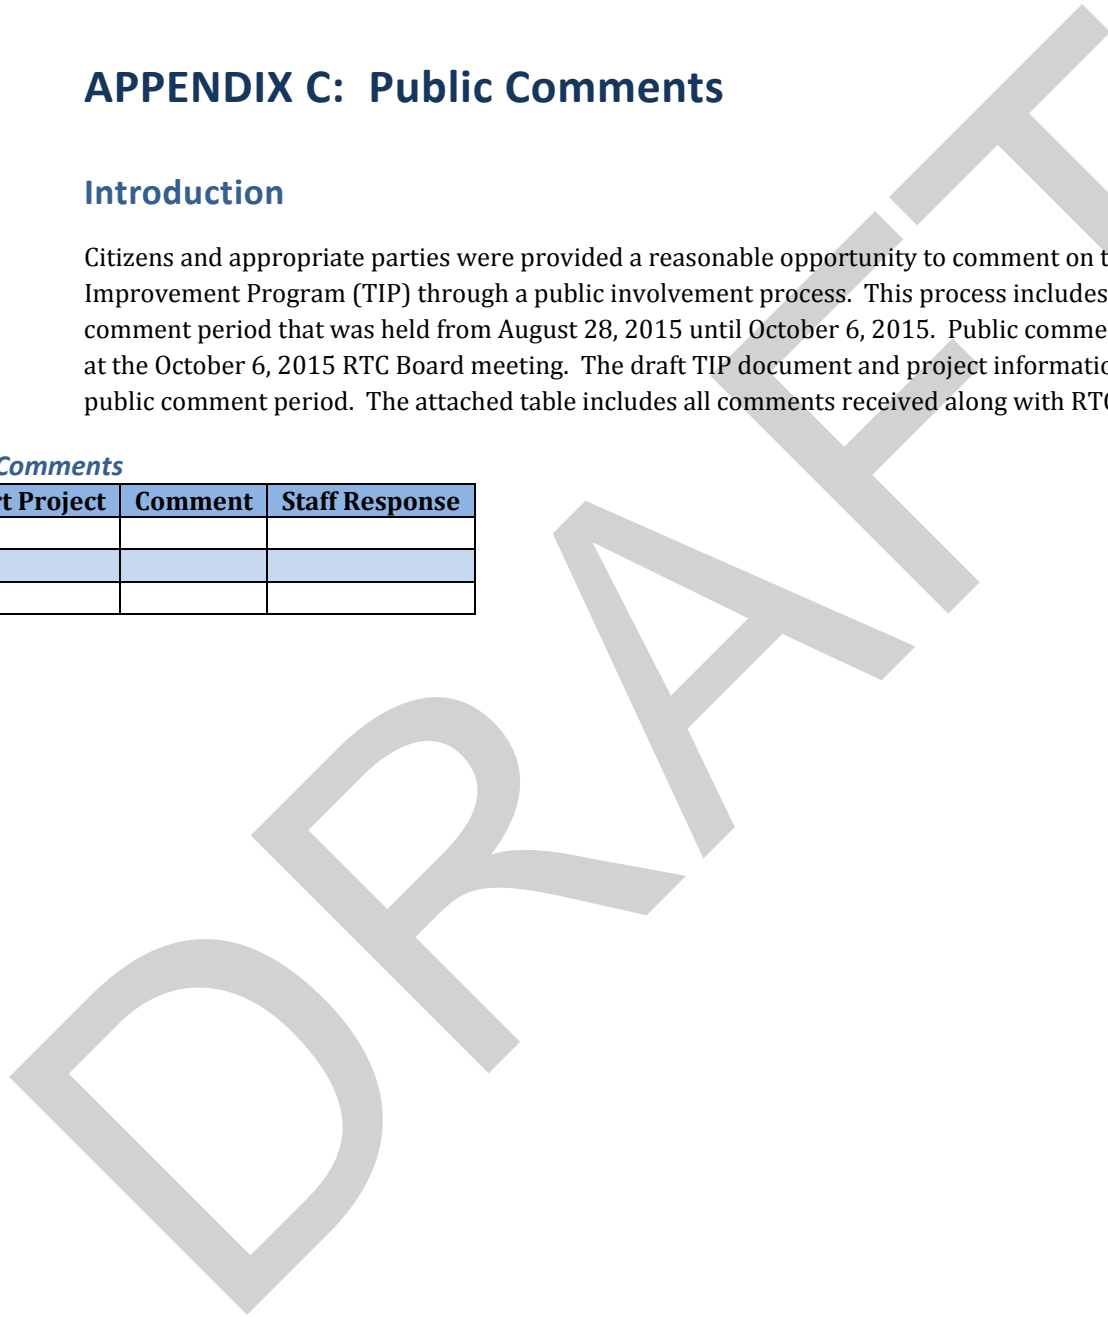 APPENDIX C: Public Comments
Introduction
Citizens and appropriate parties were provided a reasonable opportunity to comment on
Improvement Program (TIP) through a public involvement process. This process includes
comment period that was held from August 28, 2015 until October 6, 2015. Public
at the October 6, 2015 RTC Board meeting. The draft TIP document and project
public comment period. The attached table includes all comments received along with
Comments
Project Comment Staff Response
DRAFT